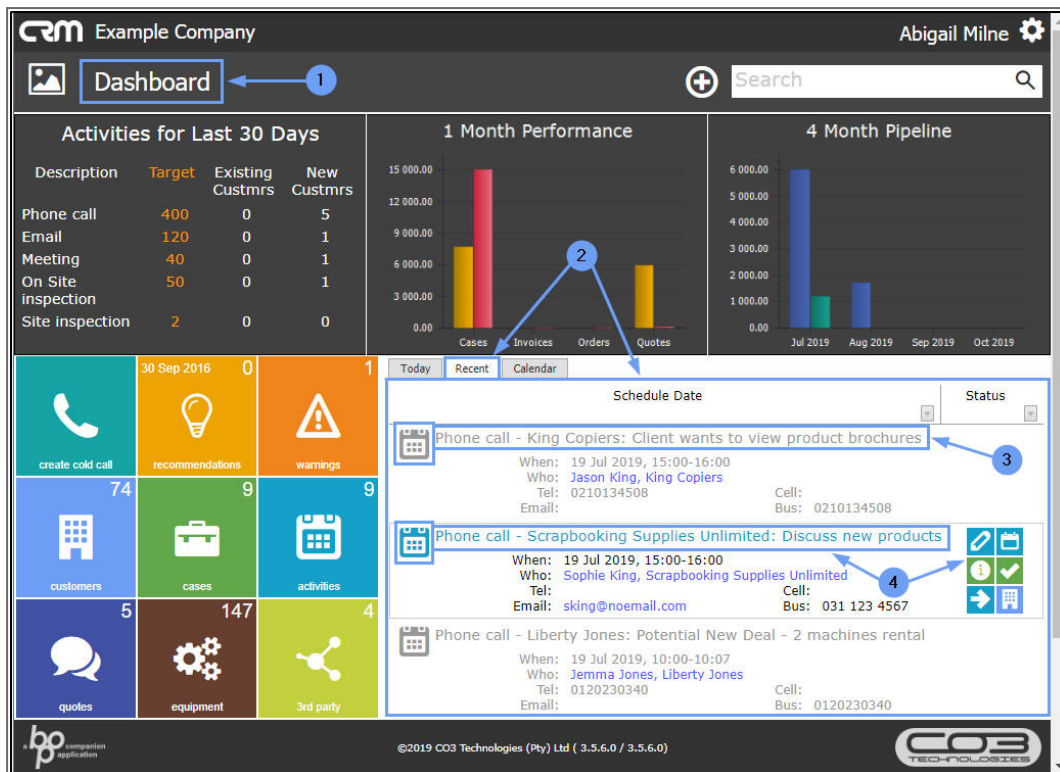 CRM Example Company
Abigail Milne
Dashboard
1
Search
Activities for Last 30 Days
Description Target Existing Custmrs New Custmrs
Phone call 400 0 5
Email 120 0 1
Meeting 40 0 1
On Site inspection 50 0 1
Site inspection 2 0 0
1 Month Performance
15 000.00
12 000.00
9 000.00
6 000.00
3 000.00
0.00
Cases Invoices Orders Quotes
2
4 Month Pipeline
6 000.00
5 000.00
4 000.00
3 000.00
2 000.00
1 000.00
0.00
Jul 2019 Aug 2019 Sep 2019 Oct 2019
create cold call
30 Sep 2016 0
recommendations
1
warnings
74
customers
9
cases
9
activities
5
quotes
147
equipment
4
3rd party
Today Recent Calendar
Schedule Date Status
Phone call - King Copiers: Client wants to view product brochures
3
When: 19 Jul 2019, 15:00-16:00
Who: Jason King, King Copiers
Tel: 0210134508 Cell:
Email: Bus: 0210134508
Phone call - Scrapbooking Supplies Unlimited: Discuss new products
When: 19 Jul 2019, 15:00-16:00
Who: Sophie King, Scrapbooking Supplies Unlimited
4
Tel: Cell:
Email: sking@noemail.com Bus: 031 123 4567
Phone call - Liberty Jones: Potential New Deal - 2 machines rental
When: 19 Jul 2019, 10:00-10:07
Who: Jemma Jones, Liberty Jones
Tel: 0120230340 Cell:
Email: Bus: 0120230340
a bpo companion application
©2019 CO3 Technologies (Pty) Ltd ( 3.5.6.0 / 3.5.6.0)
CO3 TECHNOLOGIES